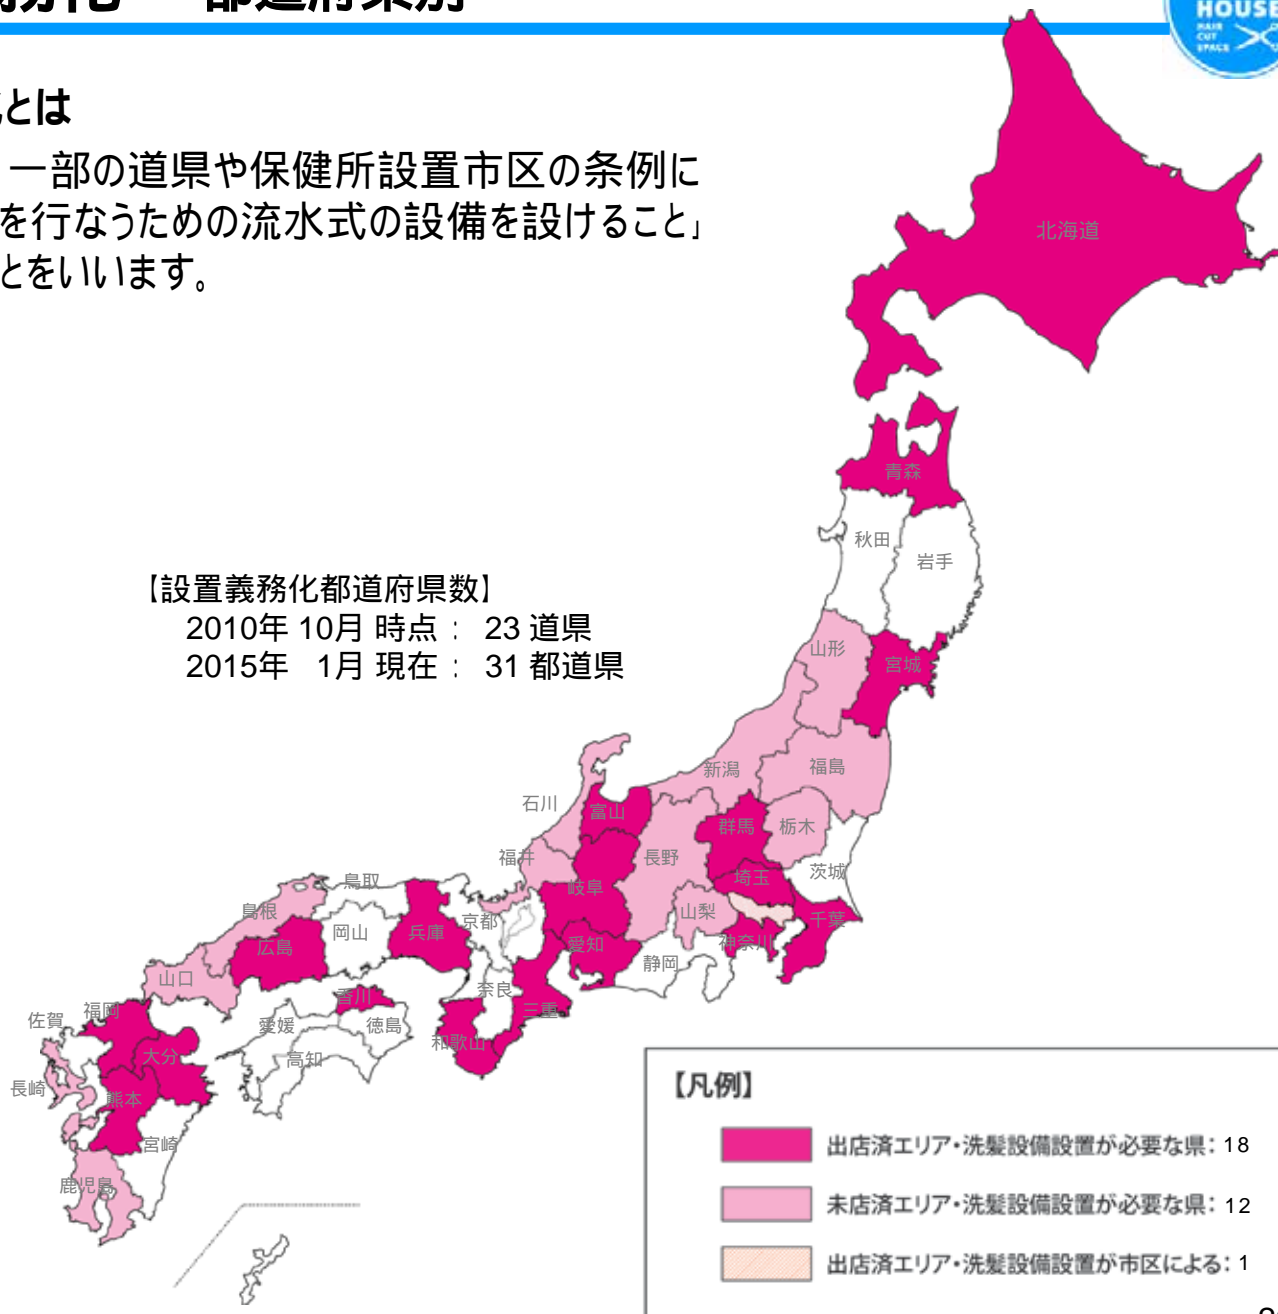 務化 都道府県別
HOUSE
HAIR
CUT
SPACE
とは
一部の道県や保健所設置市区の条例に
を行なうための流水式の設備を設けること」
とをいいます。
北海道
青森
秋田
岩手
【設置義務化都道府県数】
2010年 10月 時点 : 23 道県
2015年 1月 現在 : 31 都道県
山形
宮城
新潟
福島
石川
富山
群馬
栃木
福井
長野
茨城
鳥取
岐阜
埼玉
島根
京都
山梨
千葉
岡山
兵庫
広島
愛知
神奈川
静岡
山口
奈良
香川
三重
福岡
佐賀
愛媛
徳島
和歌山
大分
高知
長崎
熊本
宮崎
鹿児島
【凡例】
出店済エリア・洗髪設備設置が必要な県: 18
未店済エリア・洗髪設備設置が必要な県: 12
出店済エリア・洗髪設備設置が市区による: 1